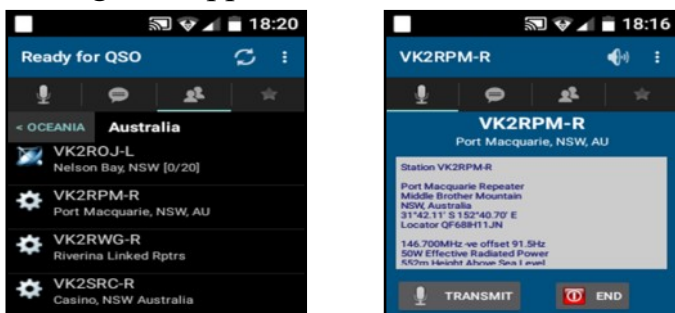 18:20
Ready for QSO
< OCEANIA Australia
VK2ROJ-L
Nelson Bay, NSW [0/20]
VK2RPM-R
Port Macquarie, NSW, AU
VK2RWG-R
Riverina Linked Rptrs
VK2SRC-R
Casino, NSW Australia
18:16
VK2RPM-R
VK2RPM-R
Port Macquarie, NSW, AU
Station VK2RPM-R
Port Macquarie Repeater
Middle Brother Mountain
NSW, Australia
31°42.11' S 152°40.70' E
Locator QF68IH11JN
146.700MHz -ve offset 91.5Hz
50W Effective Radiated Power
552m Height Above Sea Level
TRANSMIT
END